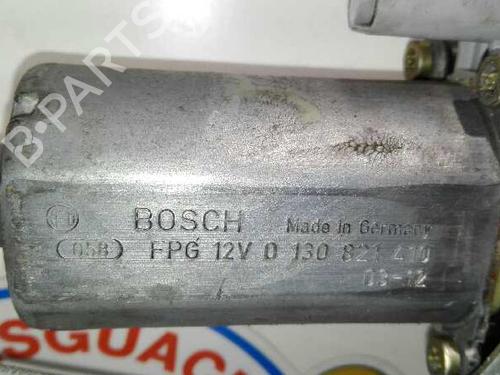 B-PARTS
BOSCH Made in Germany
058 FPG 12V 0 130 821 410
03-12
SGUAC